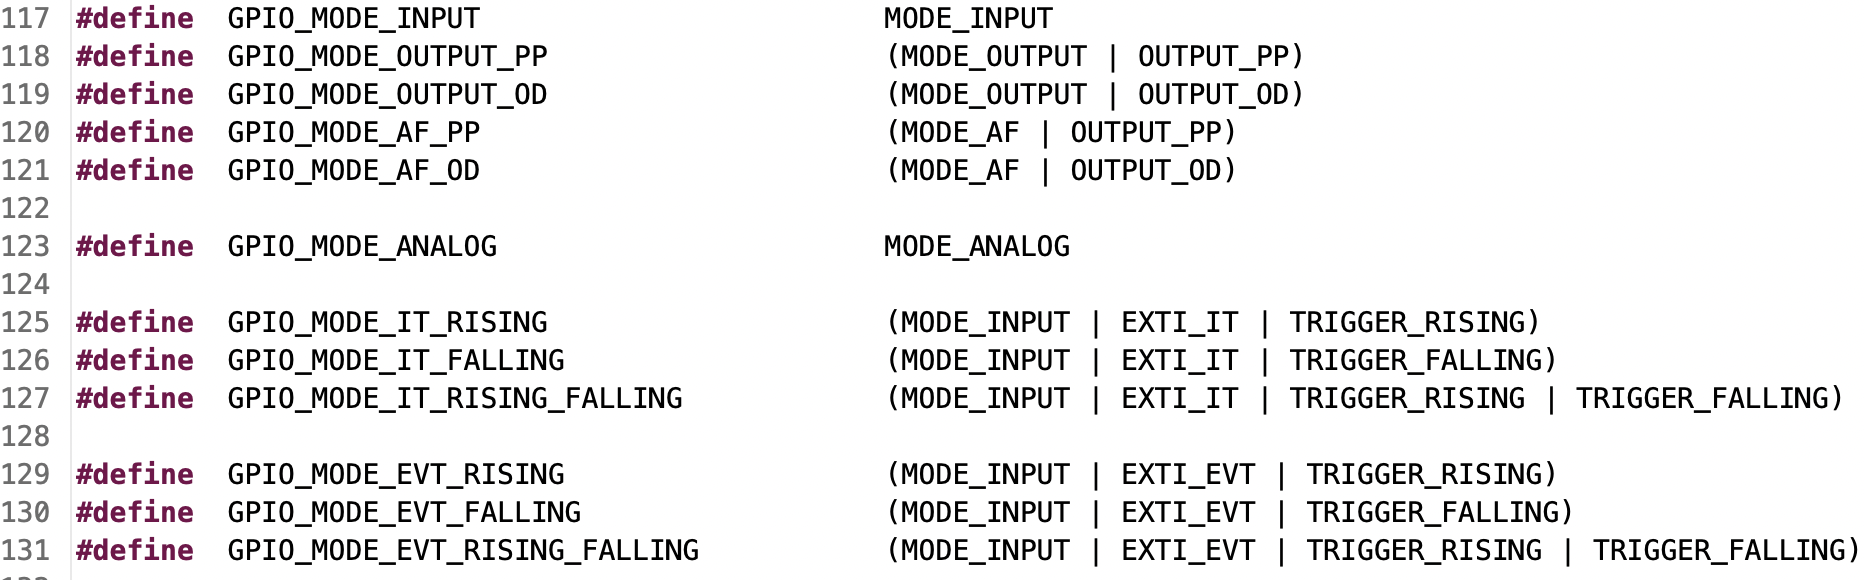 117 #define GPIO_MODE_INPUT MODE_INPUT
118 #define GPIO_MODE_OUTPUT_PP (MODE_OUTPUT | OUTPUT_PP)
119 #define GPIO_MODE_OUTPUT_OD (MODE_OUTPUT | OUTPUT_OD)
120 #define GPIO_MODE_AF_PP (MODE_AF | OUTPUT_PP)
121 #define GPIO_MODE_AF_OD (MODE_AF | OUTPUT_OD)
122
123 #define GPIO_MODE_ANALOG MODE_ANALOG
124
125 #define GPIO_MODE_IT_RISING (MODE_INPUT | EXTI_IT | TRIGGER_RISING)
126 #define GPIO_MODE_IT_FALLING (MODE_INPUT | EXTI_IT | TRIGGER_FALLING)
127 #define GPIO_MODE_IT_RISING_FALLING (MODE_INPUT | EXTI_IT | TRIGGER_RISING | TRIGGER_FALLING)
128
129 #define GPIO_MODE_EVT_RISING (MODE_INPUT | EXTI_EVT | TRIGGER_RISING)
130 #define GPIO_MODE_EVT_FALLING (MODE_INPUT | EXTI_EVT | TRIGGER_FALLING)
131 #define GPIO_MODE_EVT_RISING_FALLING (MODE_INPUT | EXTI_EVT | TRIGGER_RISING | TRIGGER_FALLING)